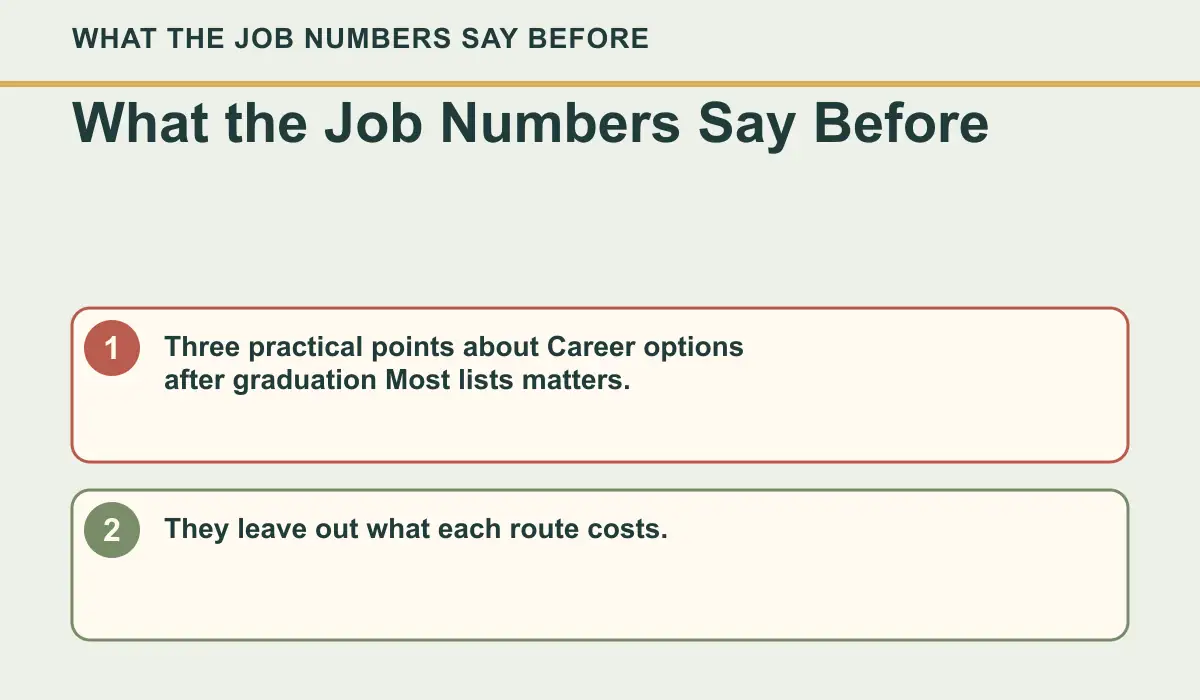 WHAT THE JOB NUMBERS SAY BEFORE
What the Job Numbers Say Before
1
Three practical points about Career options
after graduation Most lists matters.
2
They leave out what each route costs.